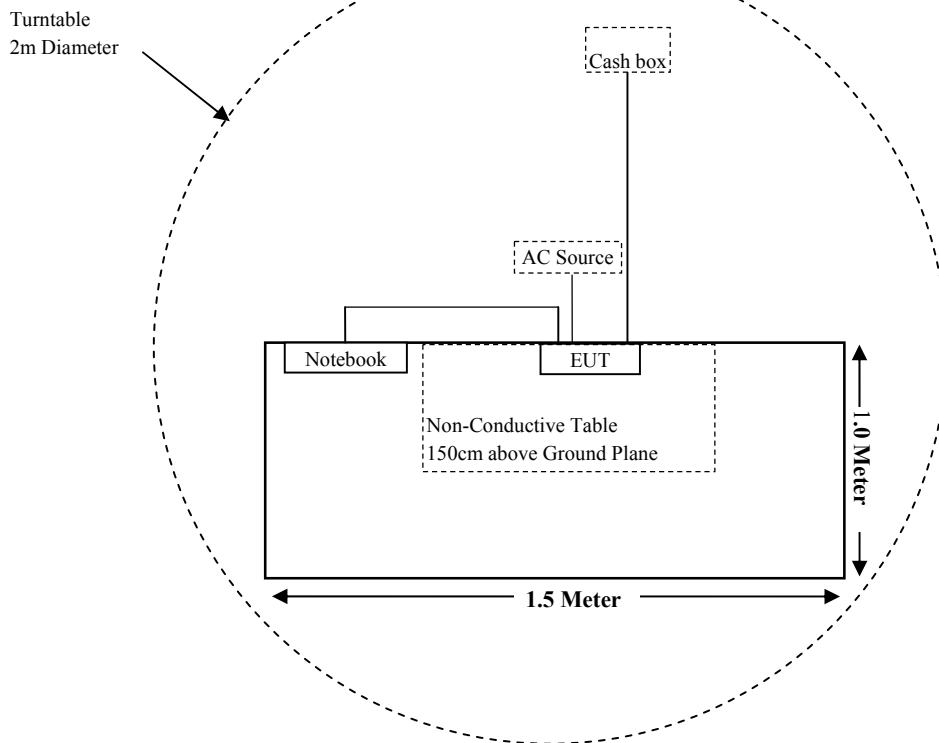 Turntable
2m Diameter
Cash box
AC Source
Notebook
EUT
Non-Conductive Table
150cm above Ground Plane
1.0 Meter
1.5 Meter